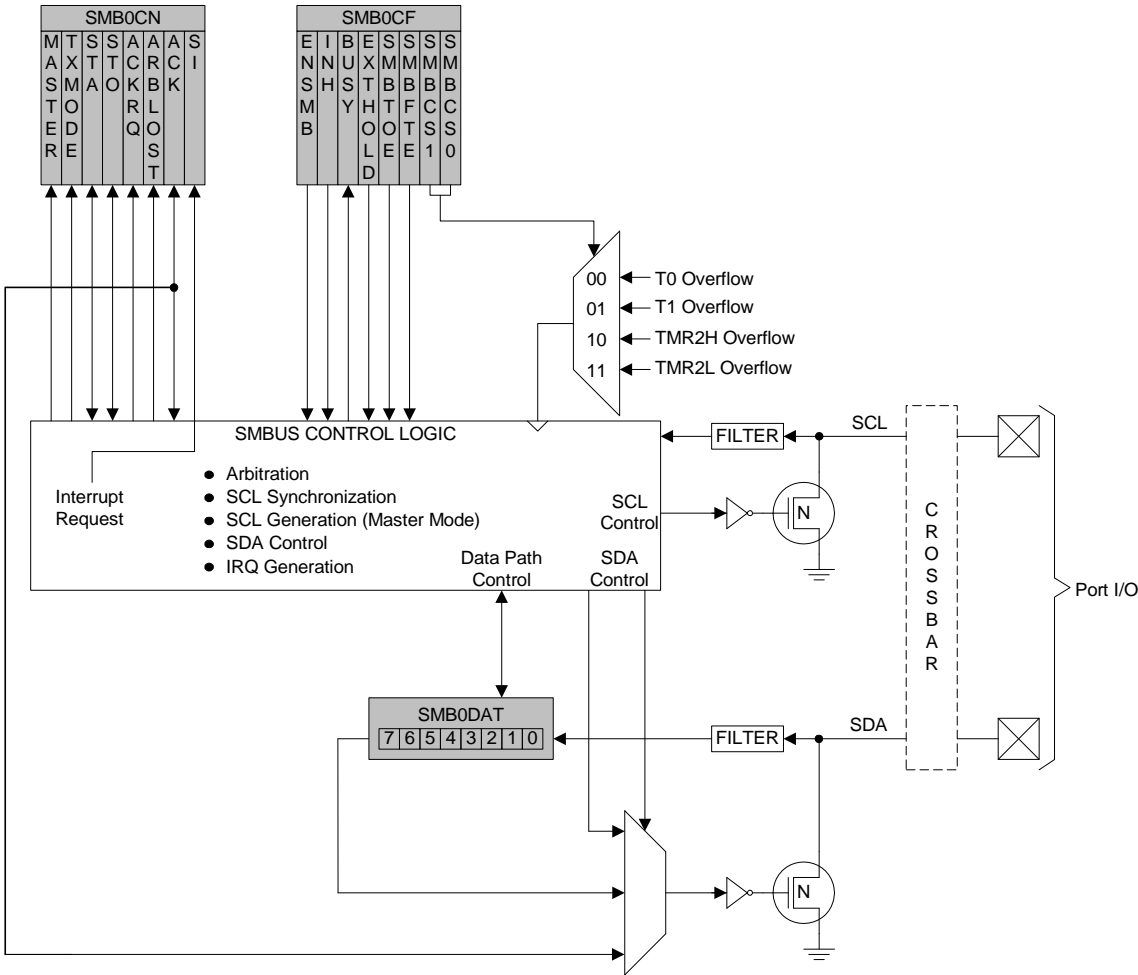 SMB0CN
MASTER
TXMODE
STA
STO
ACKRQ
ARBLOST
ACK
SI
SMB0CF
ENSMB
INH
BUSY
EXTHOLD
SMBTOE
SMBFTE
SMBCS1
SMBCS0
00
T0 Overflow
01
T1 Overflow
10
TMR2H Overflow
11
TMR2L Overflow
SMBUS CONTROL LOGIC
Interrupt
Request
● Arbitration
● SCL Synchronization
● SCL Generation (Master Mode)
● SDA Control
● IRQ Generation
SCL
Control
Data Path
Control
SDA
Control
FILTER
SCL
N
CROSSBAR
Port I/O
SMB0DAT
7 6 5 4 3 2 1 0
FILTER
SDA
N